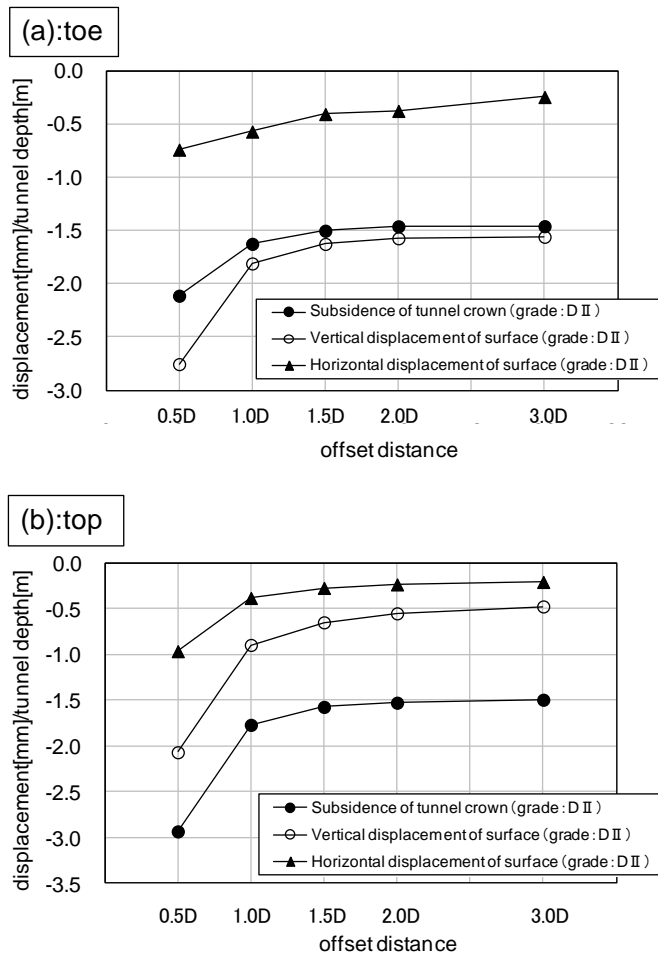 (a):toe
displacement[mm]/tunnel depth[m]
0.0
-0.5
-1.0
-1.5
-2.0
-2.5
-3.0
Subsidence of tunnel crown(grade:DⅡ)
Vertical displacement of surface(grade:DⅡ)
Horizontal displacement of surface(grade:DⅡ)
0.5D 1.0D 1.5D 2.0D 3.0D
offset distance
(b):top
displacement[mm]/tunnel depth[m]
0.0
-0.5
-1.0
-1.5
-2.0
-2.5
-3.0
-3.5
Subsidence of tunnel crown(grade:DⅡ)
Vertical displacement of surface(grade:DⅡ)
Horizontal displacement of surface(grade:DⅡ)
0.5D 1.0D 1.5D 2.0D 3.0D
offset distance